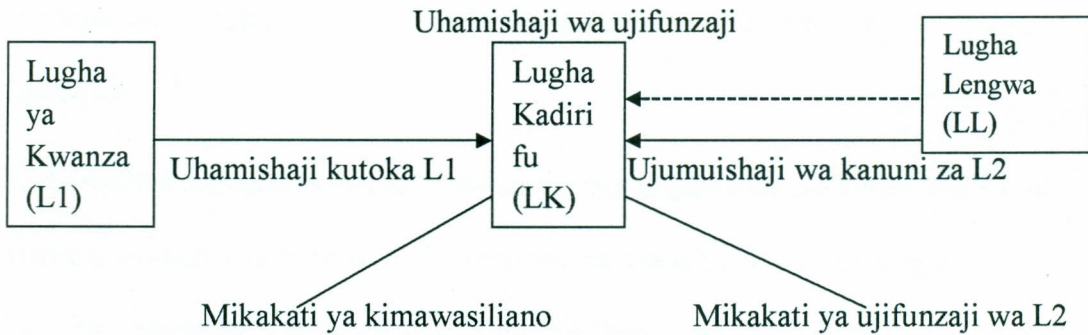 Uhamishaji wa ujifunzaji
Lugha
ya
Kwanza
(L1)
Uhamishaji kutoka L1
Lugha
Kadiri
fu
(LK)
Lugha
Lengwa
(LL)
Ujumuishaji wa kanuni za L2
Mikakati ya kimawasiliano
Mikakati ya ujifunzaji wa L2